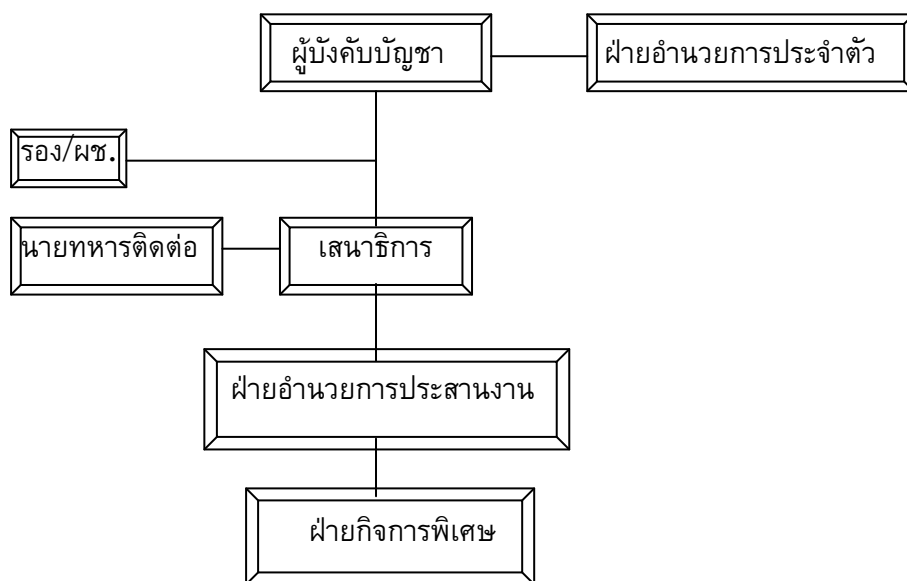 ผู้บังคับบัญชา
ฝ่ายอำนวยการประจำตัว
รอง/ผช.
นายทหารติดต่อ
เสนาธิการ
ฝ่ายอำนวยการประสานงาน
ฝ่ายกิจการพิเศษ